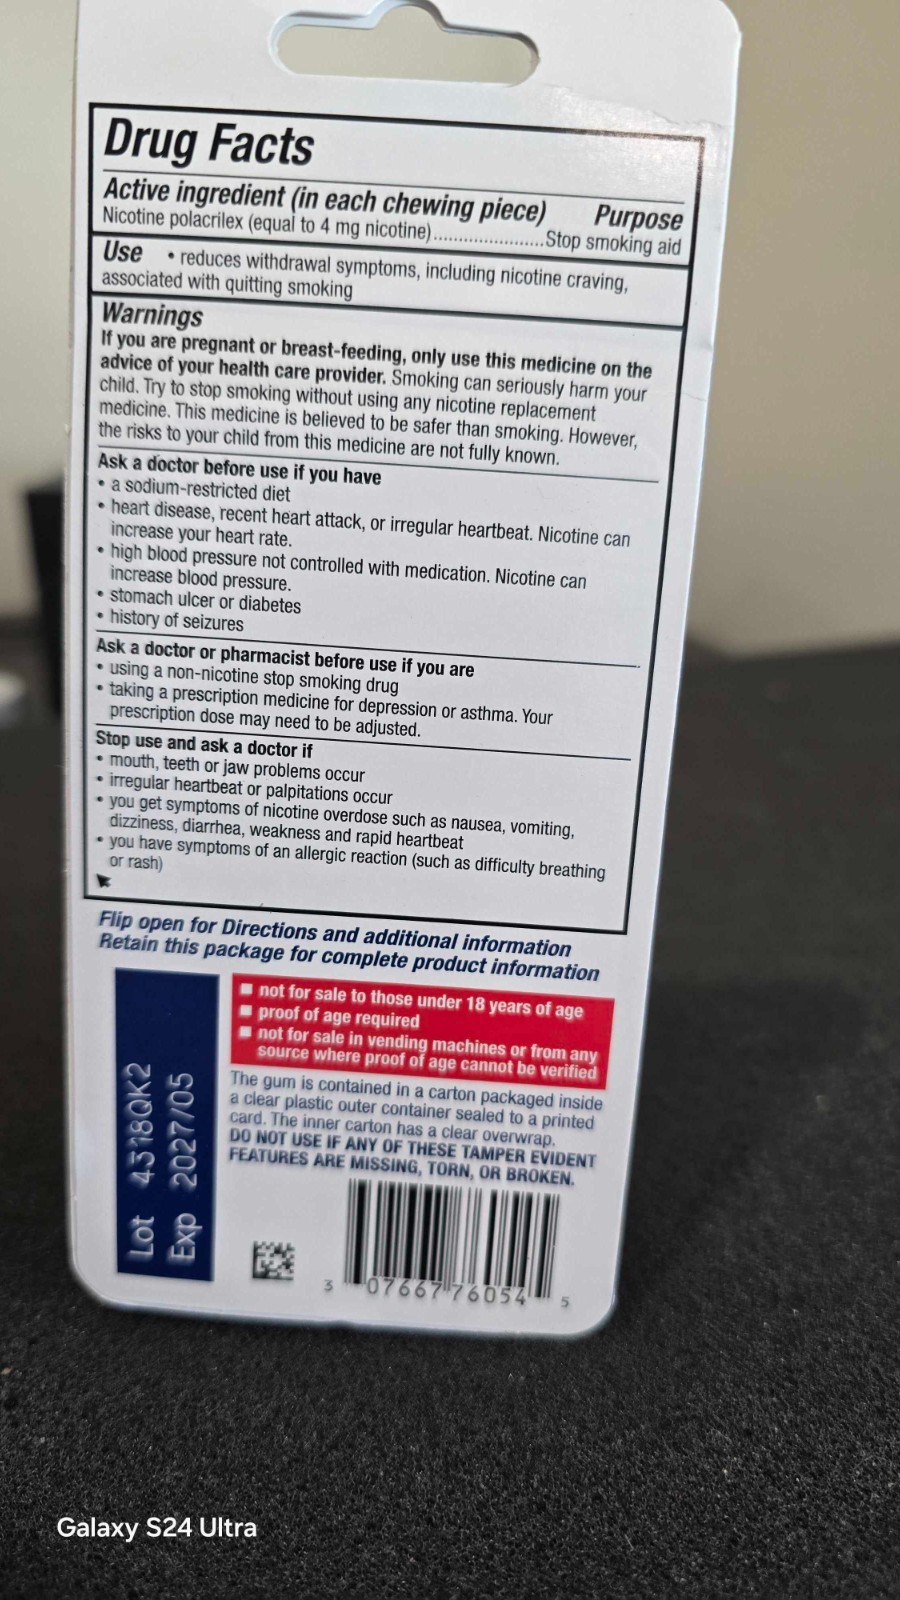 Drug Facts
Active ingredient (in each chewing piece) Purpose
Nicotine polacrilex (equal to 4 mg nicotine)......................Stop smoking aid
Use • reduces withdrawal symptoms, including nicotine craving,
associated with quitting smoking
Warnings
If you are pregnant or breast-feeding, only use this medicine on the
advice of your health care provider. Smoking can seriously harm your
child. Try to stop smoking without using any nicotine replacement
medicine. This medicine is believed to be safer than smoking. However,
the risks to your child from this medicine are not fully known.
Ask a doctor before use if you have
• a sodium-restricted diet
• heart disease, recent heart attack, or irregular heartbeat. Nicotine can
increase your heart rate.
• high blood pressure not controlled with medication. Nicotine can
increase blood pressure.
• stomach ulcer or diabetes
• history of seizures
Ask a doctor or pharmacist before use if you are
• using a non-nicotine stop smoking drug
• taking a prescription medicine for depression or asthma. Your
prescription dose may need to be adjusted.
Stop use and ask a doctor if
• mouth, teeth or jaw problems occur
• irregular heartbeat or palpitations occur
• you get symptoms of nicotine overdose such as nausea, vomiting,
dizziness, diarrhea, weakness and rapid heartbeat
• you have symptoms of an allergic reaction (such as difficulty breathing
or rash)
Flip open for Directions and additional information
Retain this package for complete product information
■ not for sale to those under 18 years of age
■ proof of age required
■ not for sale in vending machines or from any
source where proof of age cannot be verified
The gum is contained in a carton packaged inside
a clear plastic outer container sealed to a printed
card. The inner carton has a clear overwrap.
DO NOT USE IF ANY OF THESE TAMPER EVIDENT
FEATURES ARE MISSING, TORN, OR BROKEN.
Lot 4318QK2
Exp 2027/05
3 07667 76054 5
Galaxy S24 Ultra